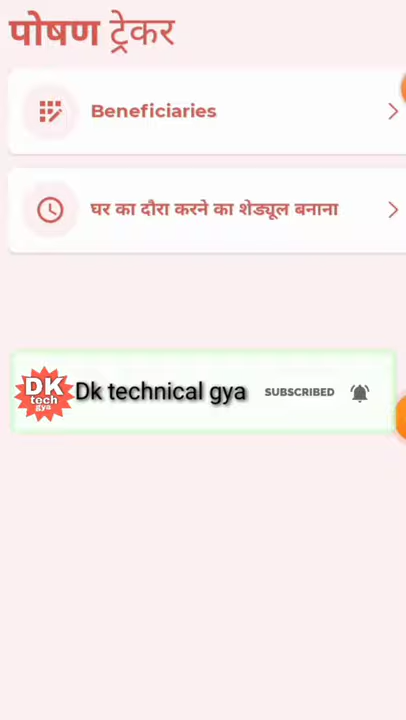 पोषण ट्रेकर
Beneficiaries
घर का दौरा करने का शेड्यूल बनाना
DK
tech
gya
Dk technical gya
SUBSCRIBED